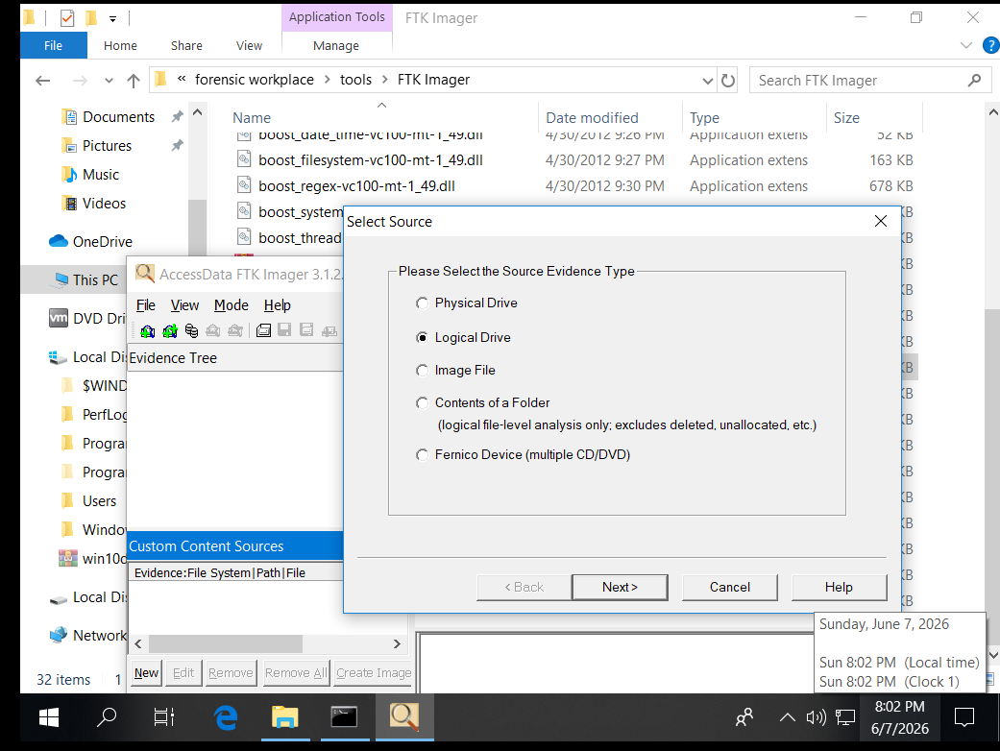 Application Tools FTK Imager
File Home Share View Manage
« forensic workplace > tools > FTK Imager Search FTK Imager
Name Date modified Type Size
Documents
Pictures
Music
Videos
OneDrive
This PC
DVD Dri
Local Di
$WIND
PerfLog
Program
Program
Users
Window
win10
Local Di
Network
32 items 1
boost_date_time-vc100-mt-1_49.dll 4/30/2012 9:26 PM Application extens 52 KB
boost_filesystem-vc100-mt-1_49.dll 4/30/2012 9:27 PM Application extens 163 KB
boost_regex-vc100-mt-1_49.dll 4/30/2012 9:30 PM Application extens 678 KB
boost_system
boost_thread
AccessData FTK Imager 3.1.2.
File View Mode Help
Evidence Tree
Custom Content Sources
Evidence:File System|Path|File
New Edit Remove Remove All Create Image
Select Source
Please Select the Source Evidence Type
Physical Drive
Logical Drive
Image File
Contents of a Folder
(logical file-level analysis only; excludes deleted, unallocated, etc.)
Fernico Device (multiple CD/DVD)
< Back Next > Cancel Help
Sunday, June 7, 2026
Sun 8:02 PM (Local time)
Sun 8:02 PM (Clock 1)
8:02 PM
6/7/2026